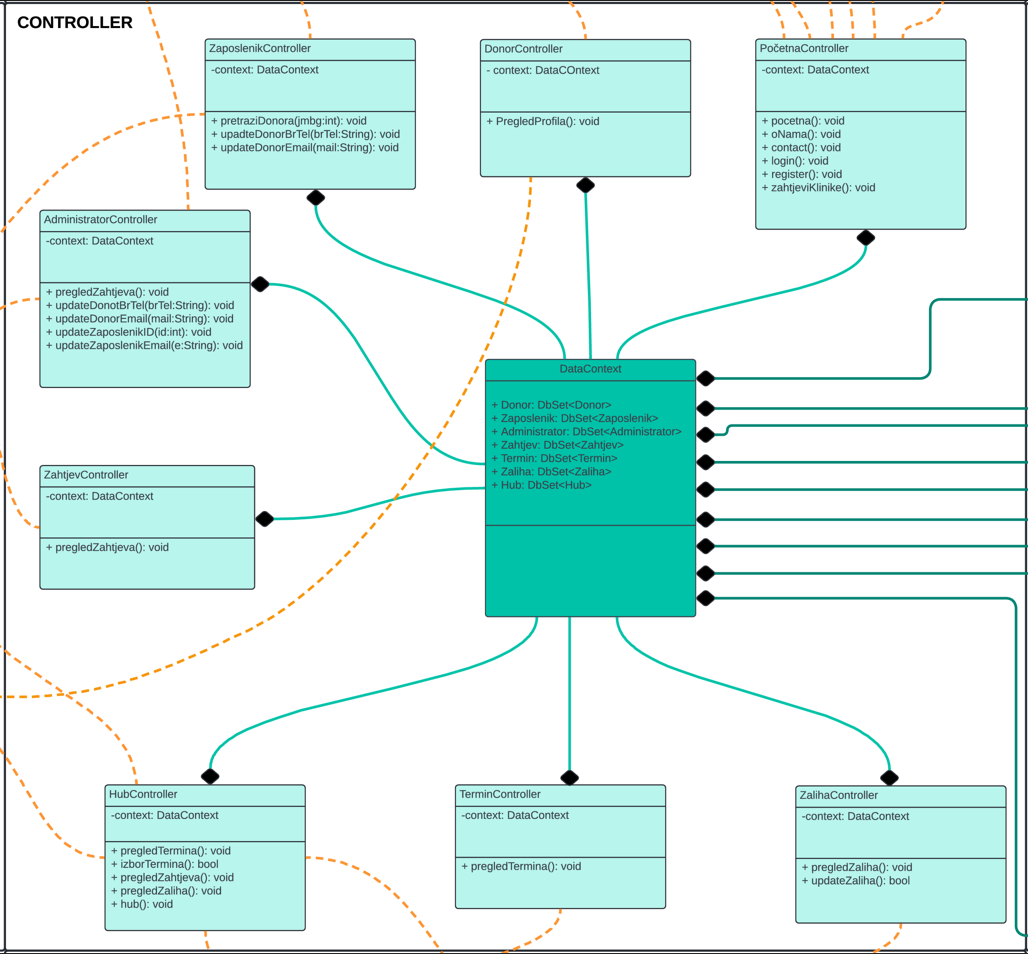 CONTROLLER
ZaposlenikController
-context: DataContext
+ pretraziDonora(jmbg:int): void
+ upadteDonorBrTel(brTel:String): void
+ updateDonorEmail(mail:String): void
DonorController
- context: DataCOntext
+ PregledProfila(): void
PočetnaController
-context: DataContext
+ pocetna(): void
+ oNama(): void
+ contact(): void
+ login(): void
+ register(): void
+ zahtjeviKlinike(): void
AdministratorController
-context: DataContext
+ pregledZahtjeva(): void
+ updateDonotBrTel(brTel:String): void
+ updateDonorEmail(mail:String): void
+ updateZaposlenikID(id:int): void
+ updateZaposlenikEmail(e:String): void
DataContext
+ Donor: DbSet<Donor>
+ Zaposlenik: DbSet<Zaposlenik>
+ Administrator: DbSet<Administrator>
+ Zahtjev: DbSet<Zahtjev>
+ Termin: DbSet<Termin>
+ Zaliha: DbSet<Zaliha>
+ Hub: DbSet<Hub>
ZahtjevController
-context: DataContext
+ pregledZahtjeva(): void
HubController
-context: DataContext
+ pregledTermina(): void
+ izborTermina(): bool
+ pregledZahtjeva(): void
+ pregledZaliha(): void
+ hub(): void
TerminController
-context: DataContext
+ pregledTermina(): void
ZalihaController
-context: DataContext
+ pregledZaliha(): void
+ updateZaliha(): bool